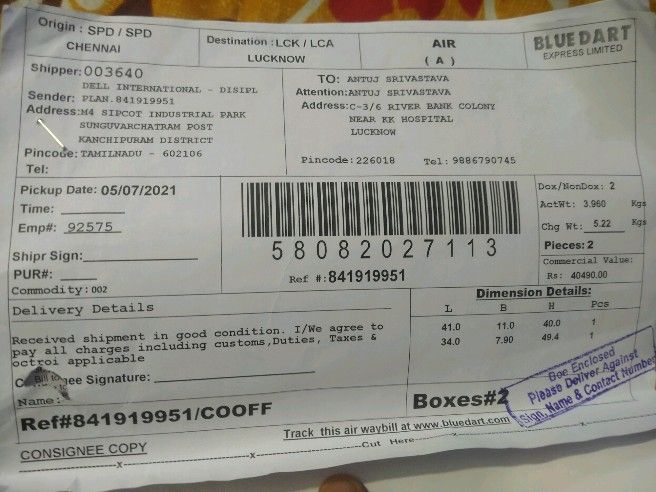 Origin : SPD / SPD
CHENNAI
Destination : LCK / LCA
LUCKNOW
AIR
( A )
BLUE DART
EXPRESS LIMITED
Shipper: 003640
DELL INTERNATIONAL - DISIPL
Sender: PLAN.841919951
Address: M4 SIPCOT INDUSTRIAL PARK
SUNGUVARCHATRAM POST
KANCHIPURAM DISTRICT
Pincode: TAMILNADU - 602106
Tel:
TO: ANTUJ SRIVASTAVA
Attention: ANTUJ SRIVASTAVA
Address: C-3/6 RIVER BANK COLONY
NEAR KK HOSPITAL
LUCKNOW
Pincode: 226018 Tel: 9886790745
Pickup Date: 05/07/2021
Time:
Emp#: 92575
Shipr Sign:
PUR#:
Commodity: 002
58082027113
Ref #: 841919951
Dox/NonDox: 2
ActWt: 3.960 Kgs
Chg Wt: 5.22 Kgs
Pieces: 2
Commercial Value:
Rs: 40490.00
Delivery Details
Received shipment in good condition. I/We agree to
pay all charges including customs,Duties, Taxes &
octroi applicable
Bill to
Signature:
Name:
Dimension Details:
L B H Pcs
41.0 11.0 40.0 1
34.0 7.90 49.4 1
Ref#841919951/COOFF
Boxes#2
Doe Enclosed
Please Deliver Against
Sign, Name & Contact Number
CONSIGNEE COPY
Track this air waybill at www.bluedart.com
Cut Here